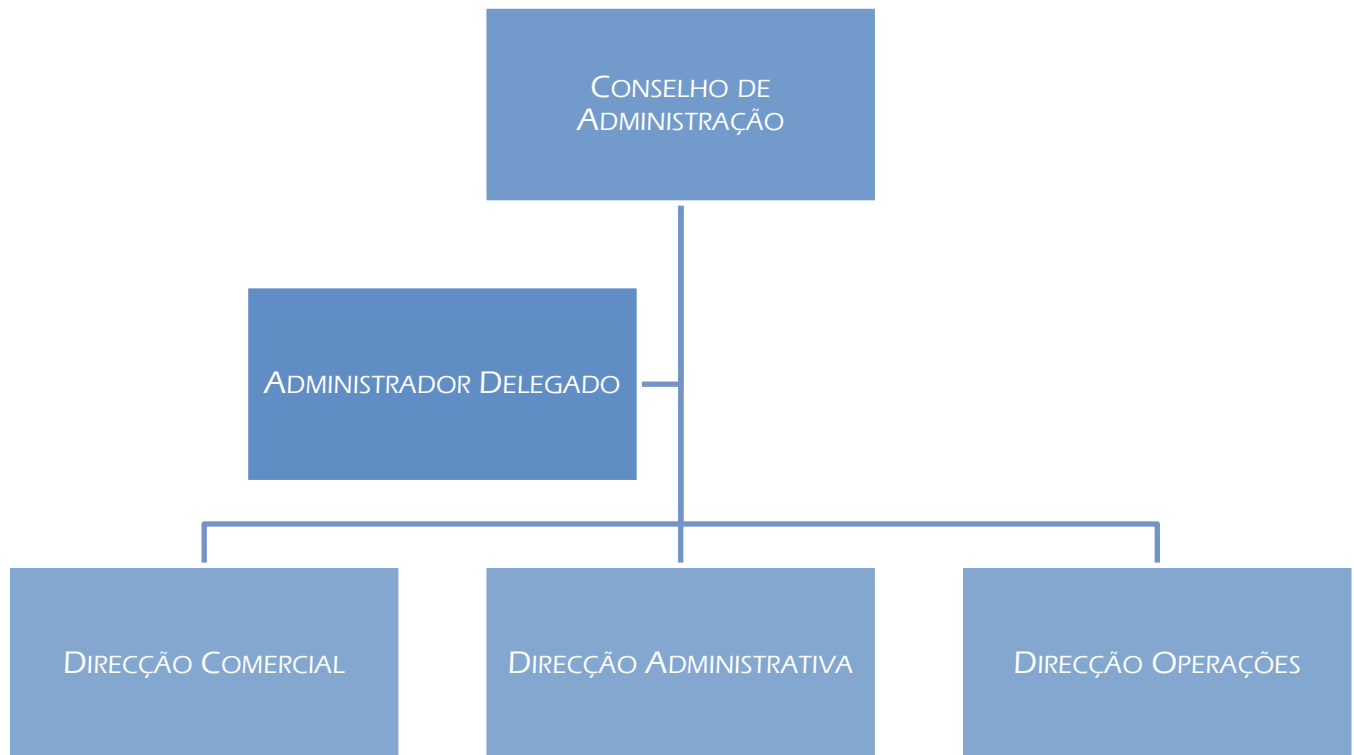 Conselho de
Administração
Administrador Delegado
Direcção Comercial
Direcção Administrativa
Direcção Operações